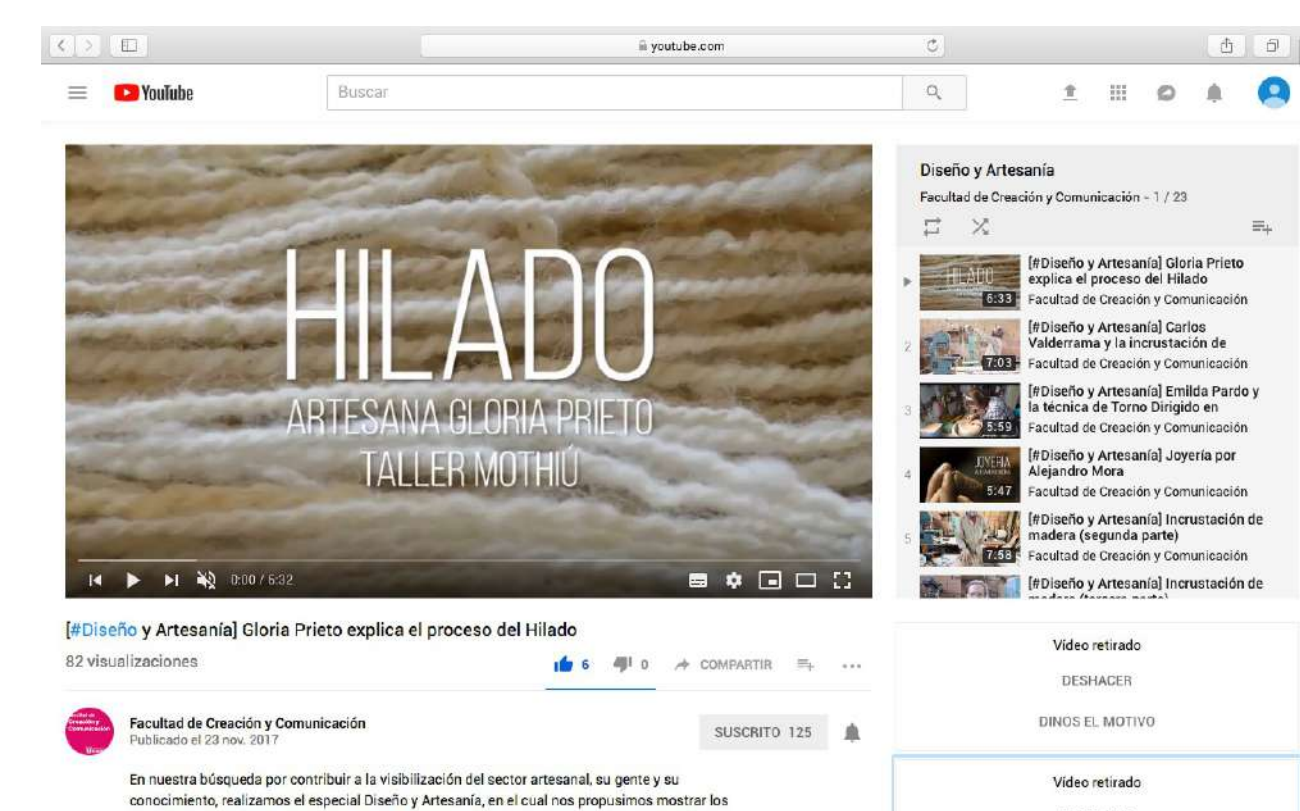 youtube.com
YouTube
Buscar
HILADO
ARTESANA GLORIA PRIETO
TALLER MOTHIÚ
0:00 / 6:32
[#Diseño y Artesanía] Gloria Prieto explica el proceso del Hilado
82 visualizaciones
6
0
COMPARTIR
Facultad de Creación y Comunicación
Publicado el 23 nov. 2017
SUSCRITO 125
En nuestra búsqueda por contribuir a la visibilización del sector artesanal, su gente y su
conocimiento, realizamos el especial Diseño y Artesanía, en el cual nos propusimos mostrar los
Diseño y Artesanía
Facultad de Creación y Comunicación - 1 / 23
HILADO
6:33
[#Diseño y Artesanía] Gloria Prieto
explica el proceso del Hilado
Facultad de Creación y Comunicación
2
7:03
[#Diseño y Artesanía] Carlos
Valderrama y la incrustación de
Facultad de Creación y Comunicación
3
5:59
[#Diseño y Artesanía] Emilda Pardo y
la técnica de Torno Dirigido en
Facultad de Creación y Comunicación
4
JOYERIA
5:47
[#Diseño y Artesanía] Joyería por
Alejandro Mora
Facultad de Creación y Comunicación
5
7:58
[#Diseño y Artesanía] Incrustación de
madera (segunda parte)
Facultad de Creación y Comunicación
[#Diseño y Artesanía] Incrustación de
madera (tercera parte)
Vídeo retirado
DESHACER
DINOS EL MOTIVO
Vídeo retirado